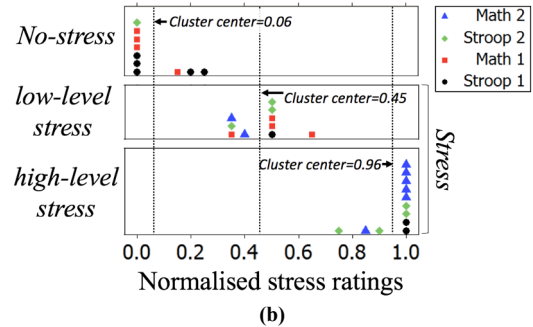 No-stress
Cluster center=0.06
Math 2
Stroop 2
Math 1
Stroop 1
low-level
stress
Cluster center=0.45
high-level
stress
Cluster center=0.96
Stress
0.0 0.2 0.4 0.6 0.8 1.0
Normalised stress ratings
(b)